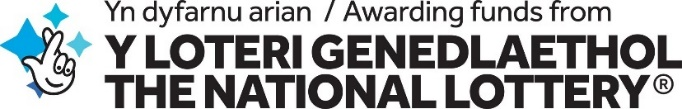 Yn dyfarnu arian / Awarding funds from
Y LOTERI GENEDLAETHOL
THE NATIONAL LOTTERY®